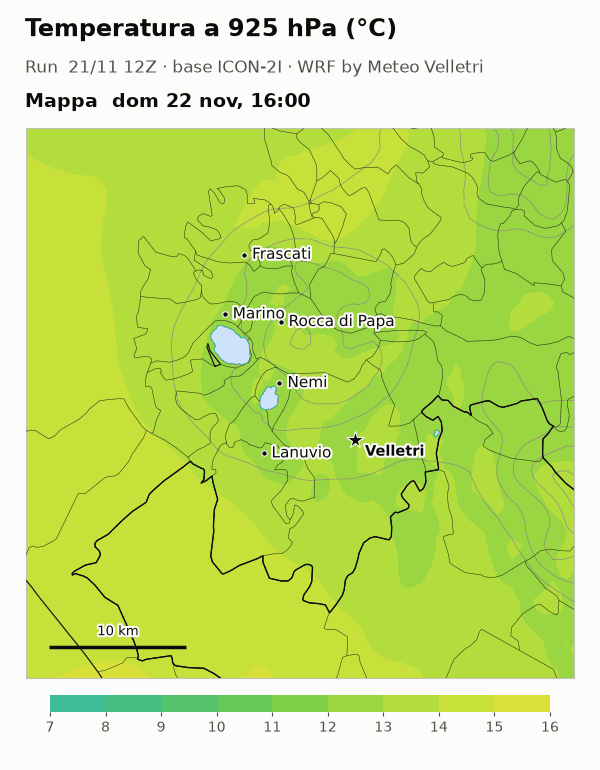 Temperatura a 925 hPa (°C)
Run 21/11 12Z · base ICON-2I · WRF by Meteo Velletri
Mappa dom 22 nov, 16:00
Frascati
Marino
Rocca di Papa
Nemi
Velletri
Lanuvio
10 km
7 8 9 10 11 12 13 14 15 16